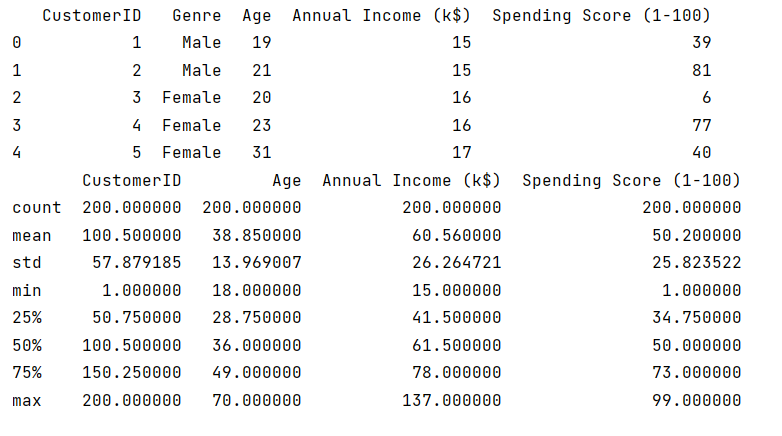 CustomerID   Genre  Age  Annual Income (k$)  Spending Score (1-100)
0           1    Male   19                  15                      39
1           2    Male   21                  15                      81
2           3  Female   20                  16                       6
3           4  Female   23                  16                      77
4           5  Female   31                  17                      40
       CustomerID         Age  Annual Income (k$)  Spending Score (1-100)
count  200.000000  200.000000          200.000000              200.000000
mean   100.500000   38.850000           60.560000               50.200000
std     57.879185   13.969007           26.264721               25.823522
min      1.000000   18.000000           15.000000                1.000000
25%     50.750000   28.750000           41.500000               34.750000
50%    100.500000   36.000000           61.500000               50.000000
75%    150.250000   49.000000           78.000000               73.000000
max    200.000000   70.000000          137.000000               99.000000